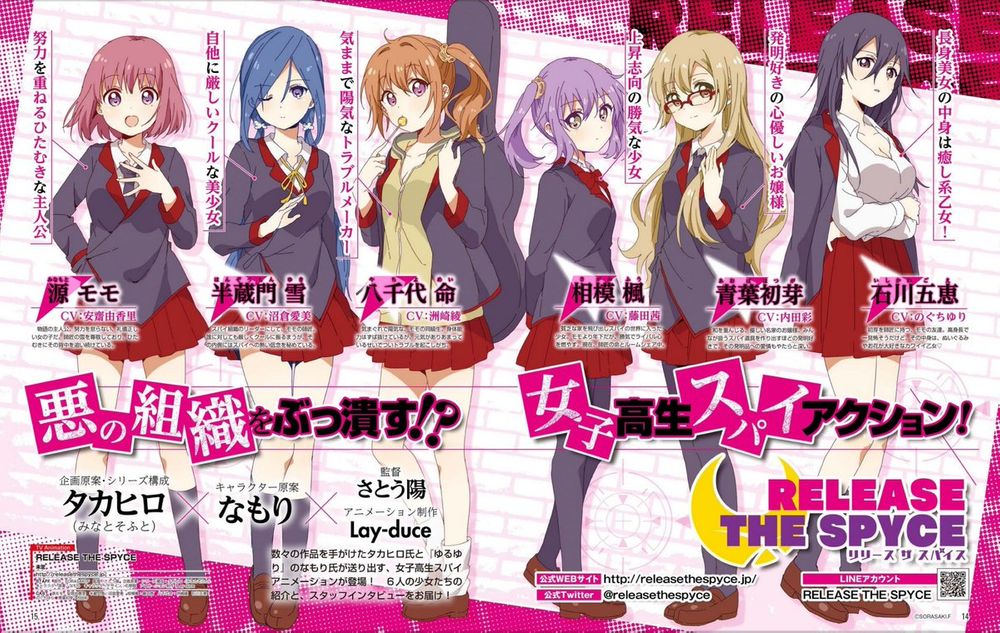 RELEASE
RELEASE
努力を重ねるひたむきな主人公
自他に厳しいクールな美少女
気ままで陽気なトラブルメーカー
上昇志向の勝気な少女
発明好きの心優しいお嬢様
長身美女の中身は癒し系乙女!
源 モモ
CV:安齋由香里
半蔵門 雪
CV:沼倉愛美
八千代 命
CV:洲崎綾
相模 楓
CV:藤田茜
青葉初芽
CV:内田彩
石川五恵
CV:のぐちゆり
悪の組織をぶっ潰す!?
女子高生スパイアクション!
企画原案・シリーズ構成
タカヒロ
(みなとそふと)
×
キャラクター原案
なもり
×
監督
さとう陽
アニメーション制作
Lay-duce
RELEASE
THE SPYCE
リリース ザ スパイス
TV Animation
RELEASE THE SPYCE
数々の作品を手がけたタカヒロ氏と『ゆるゆ
り』のなもり氏が送り出す、女子高生スパイ
アニメーションが登場! 6人の少女たちの
紹介と、スタッフインタビューをお届け!
公式WEBサイト http://releasethespyce.jp/
公式Twitter @releasethespyce
LINEアカウント
RELEASE THE SPYCE
©SORASAKI.F
14